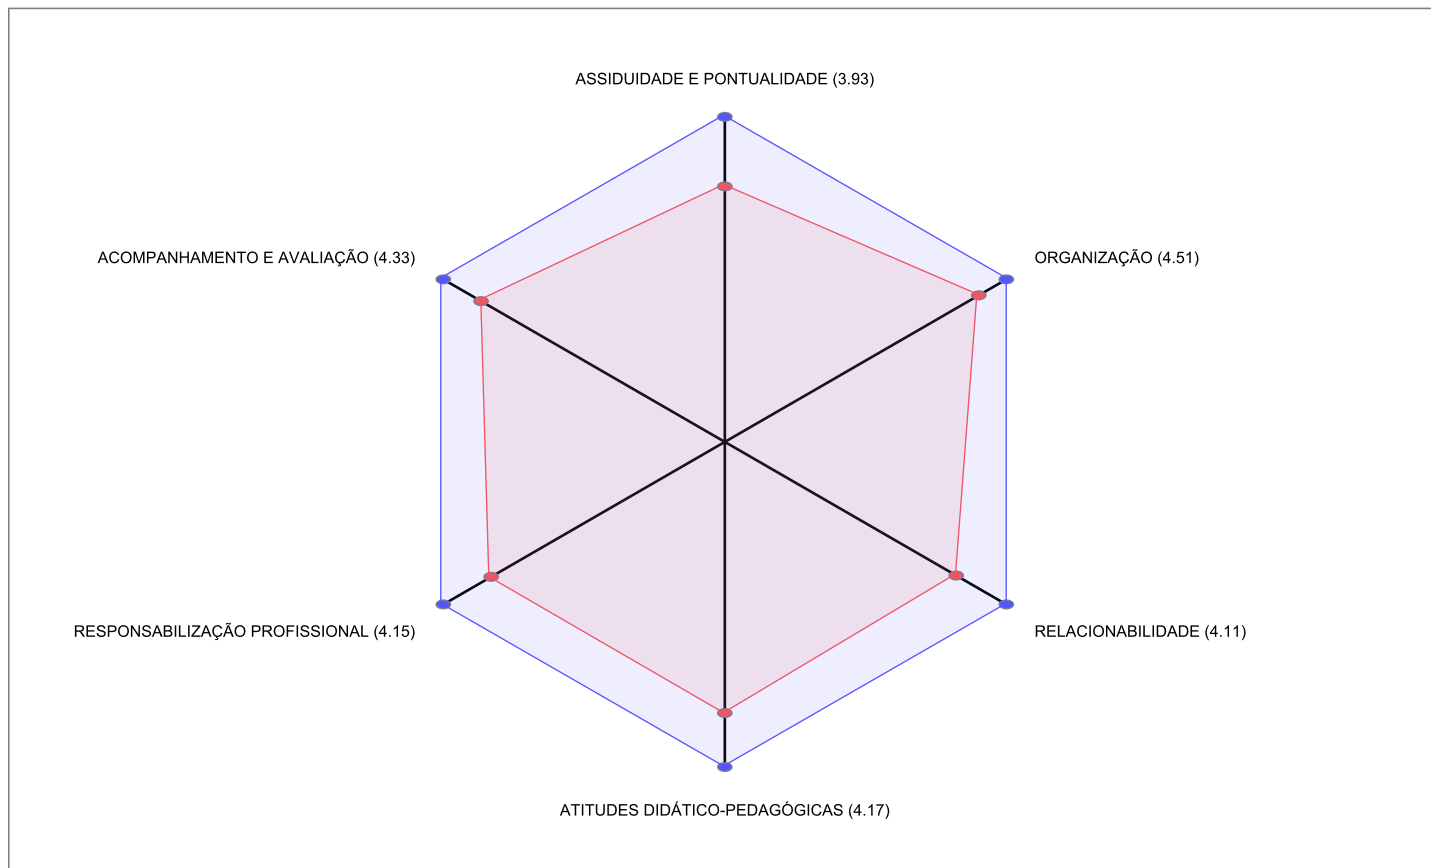 ASSIDUIDADE E PONTUALIDADE (3.93)
ACOMPANHAMENTO E AVALIAÇÃO (4.33)
ORGANIZAÇÃO (4.51)
RESPONSABILIZAÇÃO PROFISSIONAL (4.15)
RELACIONABILIDADE (4.11)
ATITUDES DIDÁTICO-PEDAGÓGICAS (4.17)